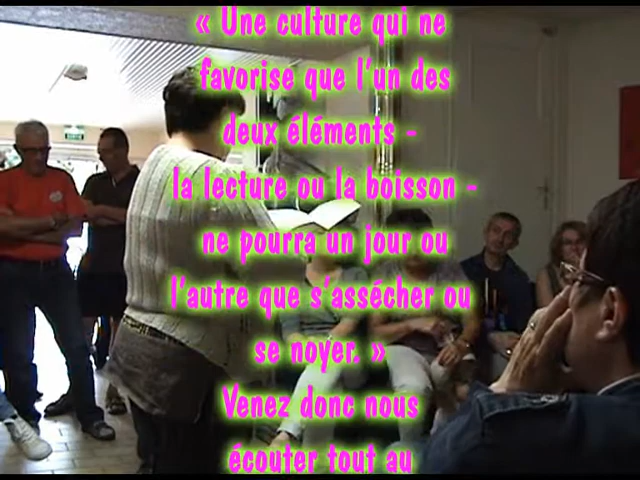 « Une culture qui ne
favorise que l'un des
deux éléments -
la lecture ou la boisson -
ne pourra un jour ou
l'autre que s'assécher ou
se noyer. »
Venez donc nous
écouter tout au